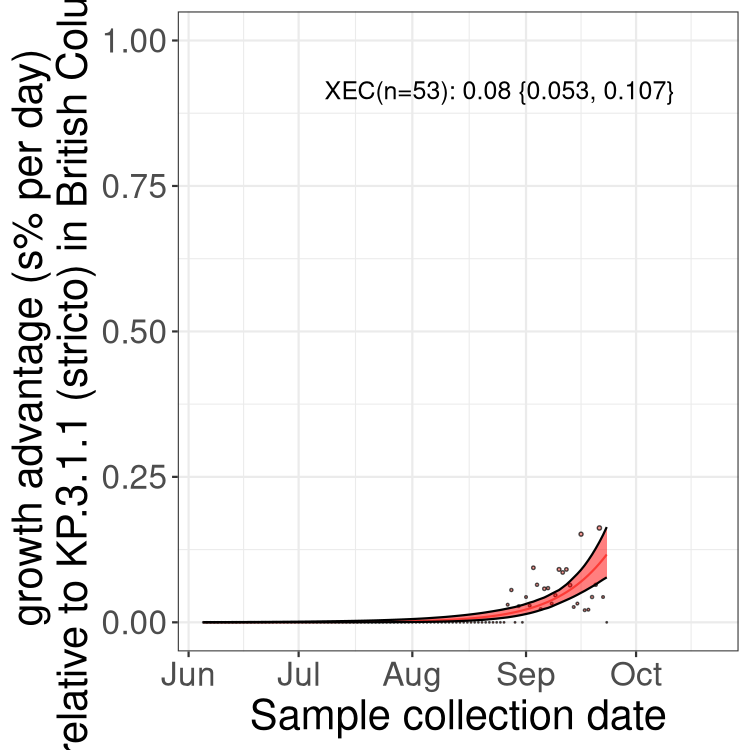 growth advantage (s% per day)
relative to KP.3.1.1 (stricto) in British Colu
1.00
0.75
0.50
0.25
0.00
XEC(n=53): 0.08 {0.053, 0.107}
Jun Jul Aug Sep Oct
Sample collection date